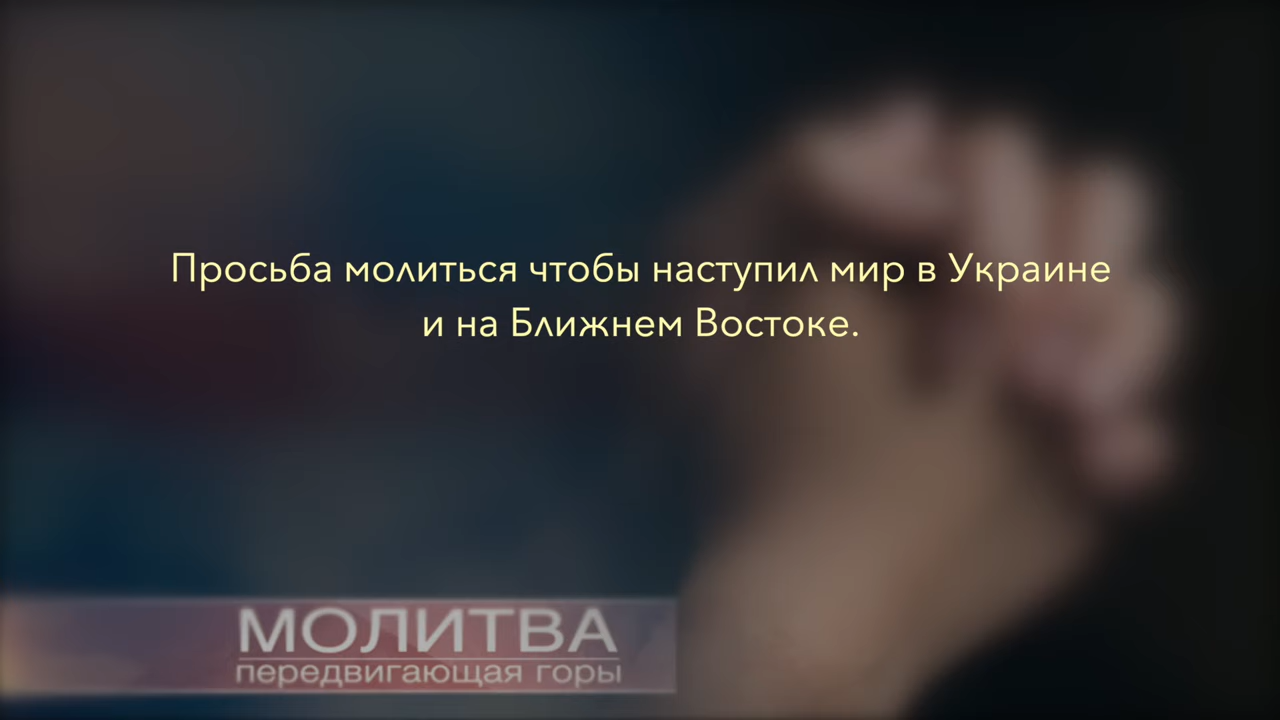 Просьба молиться чтобы наступил мир в Украине
и на Ближнем Востоке.
МОЛИТВА
передвигающая горы